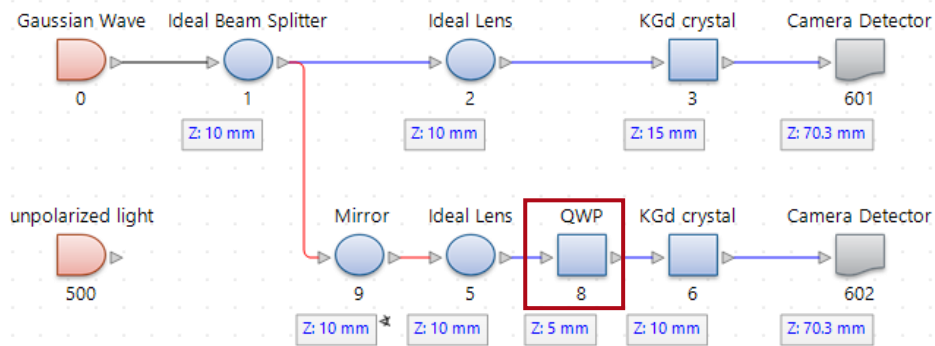 Gaussian Wave Ideal Beam Splitter Ideal Lens KGd crystal Camera Detector
0 1 2 3 601
Z: 10 mm Z: 10 mm Z: 15 mm Z: 70.3 mm
unpolarized light Mirror Ideal Lens QWP KGd crystal Camera Detector
500 9 5 8 6 602
Z: 10 mm Z: 10 mm Z: 5 mm Z: 10 mm Z: 70.3 mm